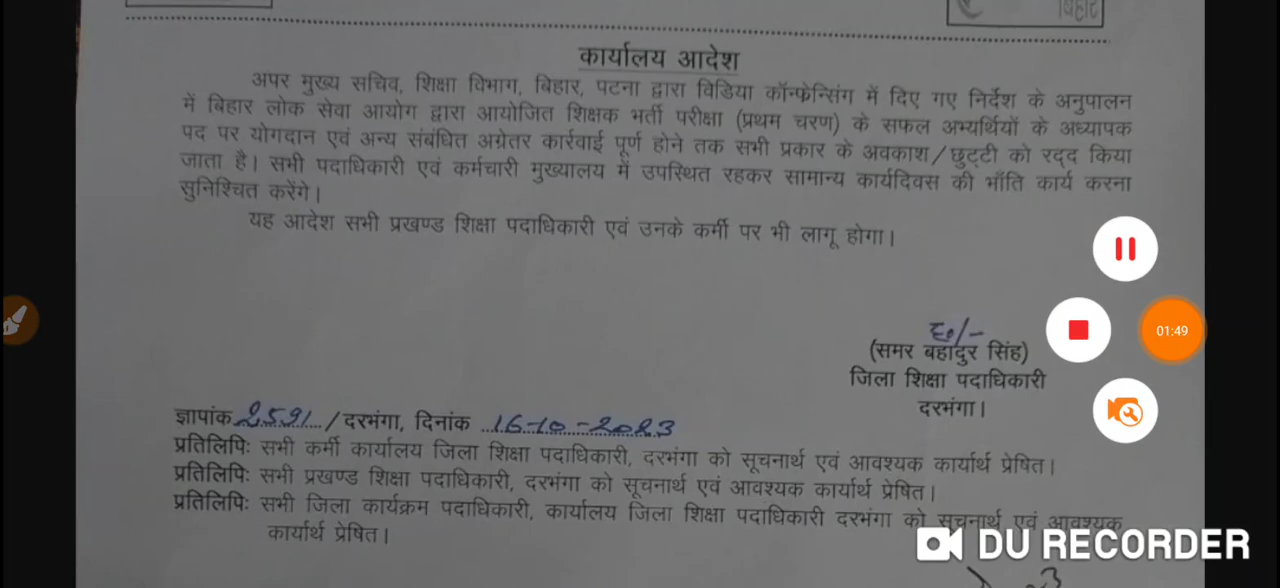 बिहार
कार्यालय आदेश
अपर मुख्य सचिव, शिक्षा विभाग, बिहार, पटना द्वारा विडिया कॉन्फ्रेन्सिंग में दिए गए निर्देश के अनुपालन
में बिहार लोक सेवा आयोग द्वारा आयोजित शिक्षक भर्ती परीक्षा (प्रथम चरण) के सफल अभ्यर्थियों के अध्यापक
पद पर योगदान एवं अन्य संबंधित अग्रेतर कार्रवाई पूर्ण होने तक सभी प्रकार के अवकाश/छुट्टी को रद्द किया
जाता है। सभी पदाधिकारी एवं कर्मचारी मुख्यालय में उपस्थित रहकर सामान्य कार्यदिवस की भाँति कार्य करना
सुनिश्चित करेंगे।
यह आदेश सभी प्रखण्ड शिक्षा पदाधिकारी एवं उनके कर्मी पर भी लागू होगा।
ह०/-
(समर बहादुर सिंह)
जिला शिक्षा पदाधिकारी
दरभंगा।
01:49
ज्ञापांक 2591 /दरभंगा, दिनांक 16-10-2023
प्रतिलिपिः सभी कर्मी कार्यालय जिला शिक्षा पदाधिकारी, दरभंगा को सूचनार्थ एवं आवश्यक कार्यार्थ प्रेषित।
प्रतिलिपिः सभी प्रखण्ड शिक्षा पदाधिकारी, दरभंगा को सूचनार्थ एवं आवश्यक कार्यार्थ प्रेषित।
प्रतिलिपिः सभी जिला कार्यक्रम पदाधिकारी, कार्यालय जिला शिक्षा पदाधिकारी दरभंगा को सूचनार्थ एवं आवश्यक
कार्यार्थ प्रेषित।
DU RECORDER